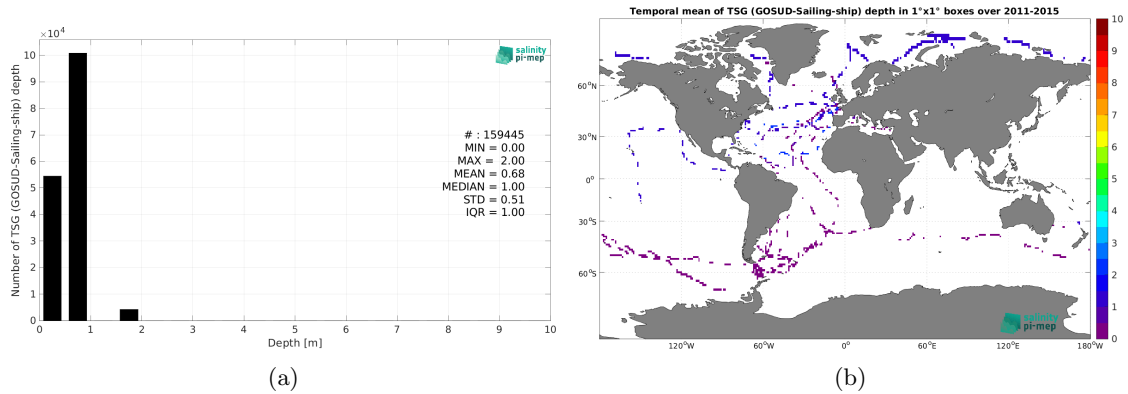 ×10⁴
10
9
8
7
6
5
4
3
2
1
0
Number of TSG (GOSUD-Sailing-ship) depth
salinity
pi-mep
# : 159445
MIN = 0.00
MAX = 2.00
MEAN = 0.68
MEDIAN = 1.00
STD = 0.51
IQR = 1.00
0 1 2 3 4 5 6 7 8 9 10
Depth [m]
(a)
Temporal mean of TSG (GOSUD-Sailing-ship) depth in 1°x1° boxes over 2011-2015
60°N
30°N
0°
30°S
60°S
120°W 60°W 0° 60°E 120°E 180°W
salinity
pi-mep
10
9
8
7
6
5
4
3
2
1
0
(b)